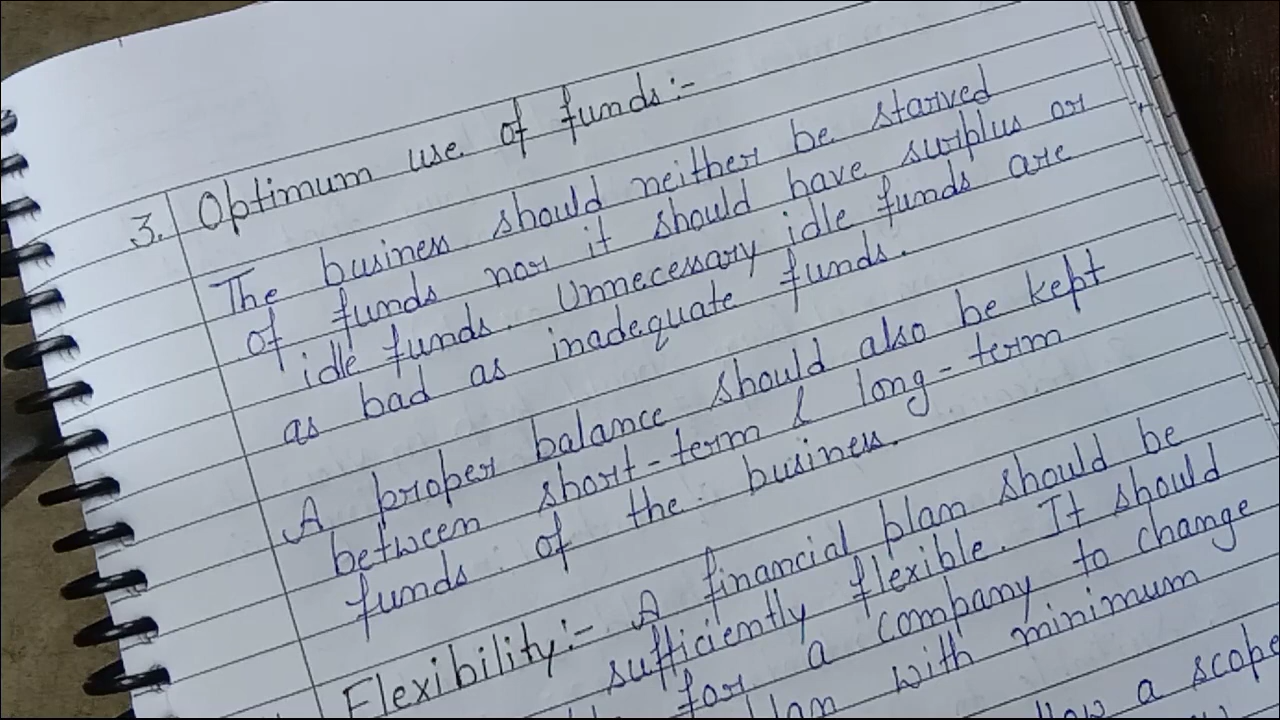 3. Optimum use of funds:-
The business should neither be starved
of funds nor it should have surplus or
idle funds. Unnecessary idle funds are
as bad as inadequate funds.
A proper balance should also be kept
between short-term & long-term
funds of the business.
Flexibility:- A financial plan should be
sufficiently flexible. It should
for a company to change
with minimum
a scope